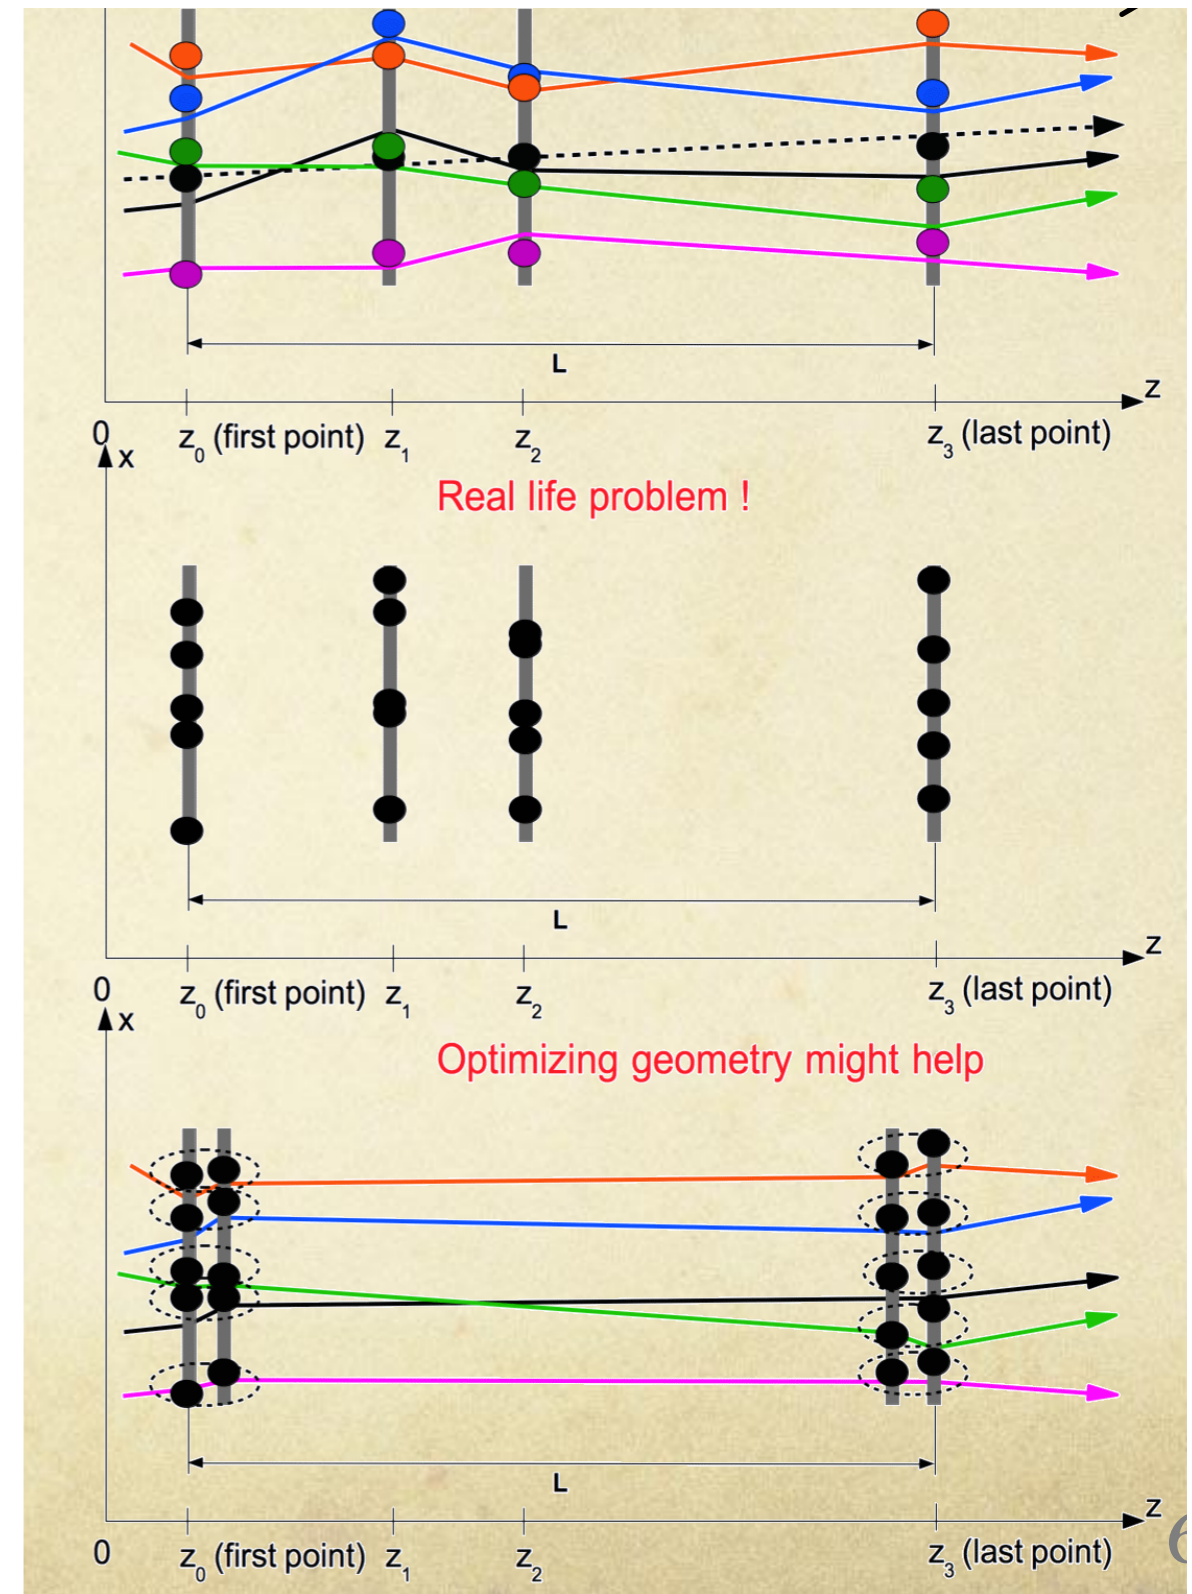 L
z
0
z0 (first point) z1 z2 z3 (last point)
x
Real life problem !
L
z
0
z0 (first point) z1 z2 z3 (last point)
x
Optimizing geometry might help
L
z
0
z0 (first point) z1 z2 z3 (last point)
6